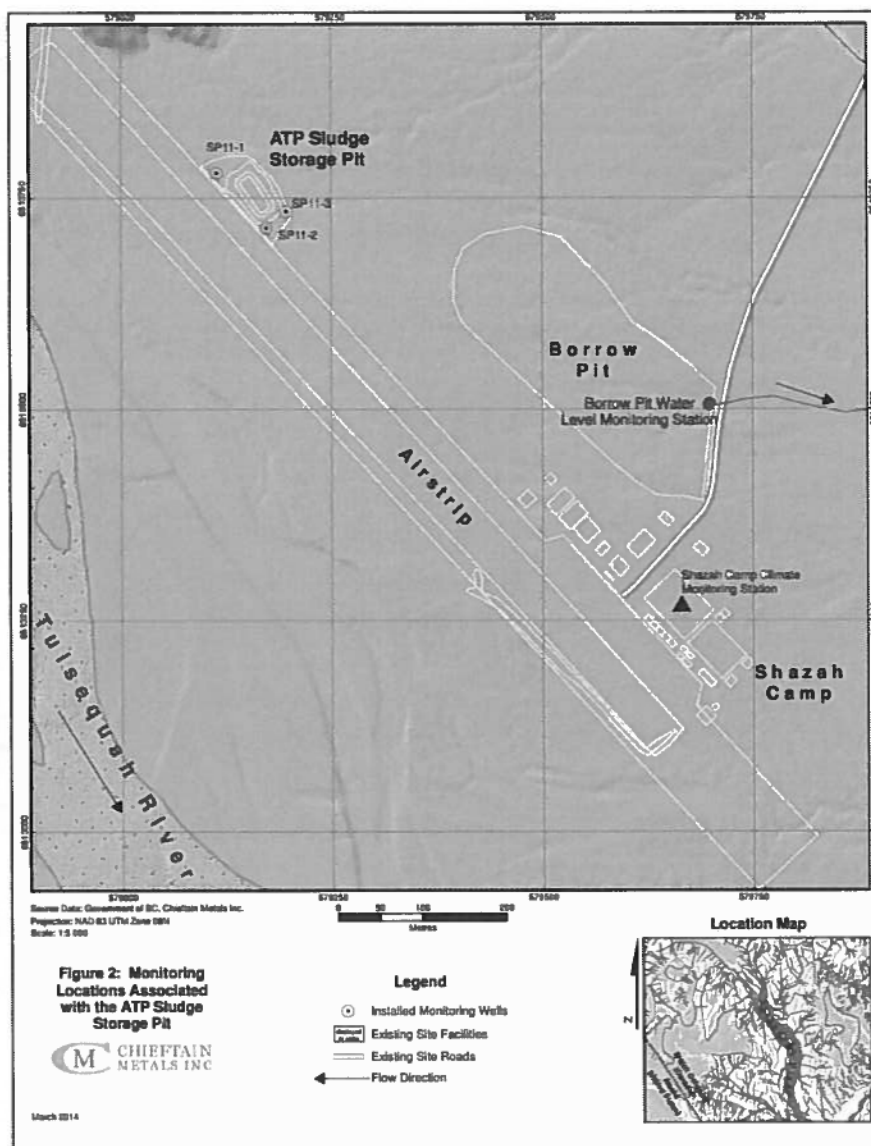 579000 579250 579500 579750
ATP Sludge
Storage Pit
SP11-1
SP11-3
SP11-2
Borrow
Pit
Borrow Pit Water
Level Monitoring Station
Airstrip
Shazah Camp Climate
Monitoring Station
Shazah
Camp
Tulsequah River
579000 579250 579500 579750
Source Data: Government of BC, Chieftain Metals Inc.
Projection: NAD 83 UTM Zone 08N
Scale: 1:5 000
0 50 100 200
Metres
Location Map
Figure 2: Monitoring
Locations Associated
with the ATP Sludge
Storage Pit
Legend
Installed Monitoring Wells
Existing Site Facilities
Existing Site Roads
Flow Direction
N
CM CHIEFTAIN
METALS INC
March 2014